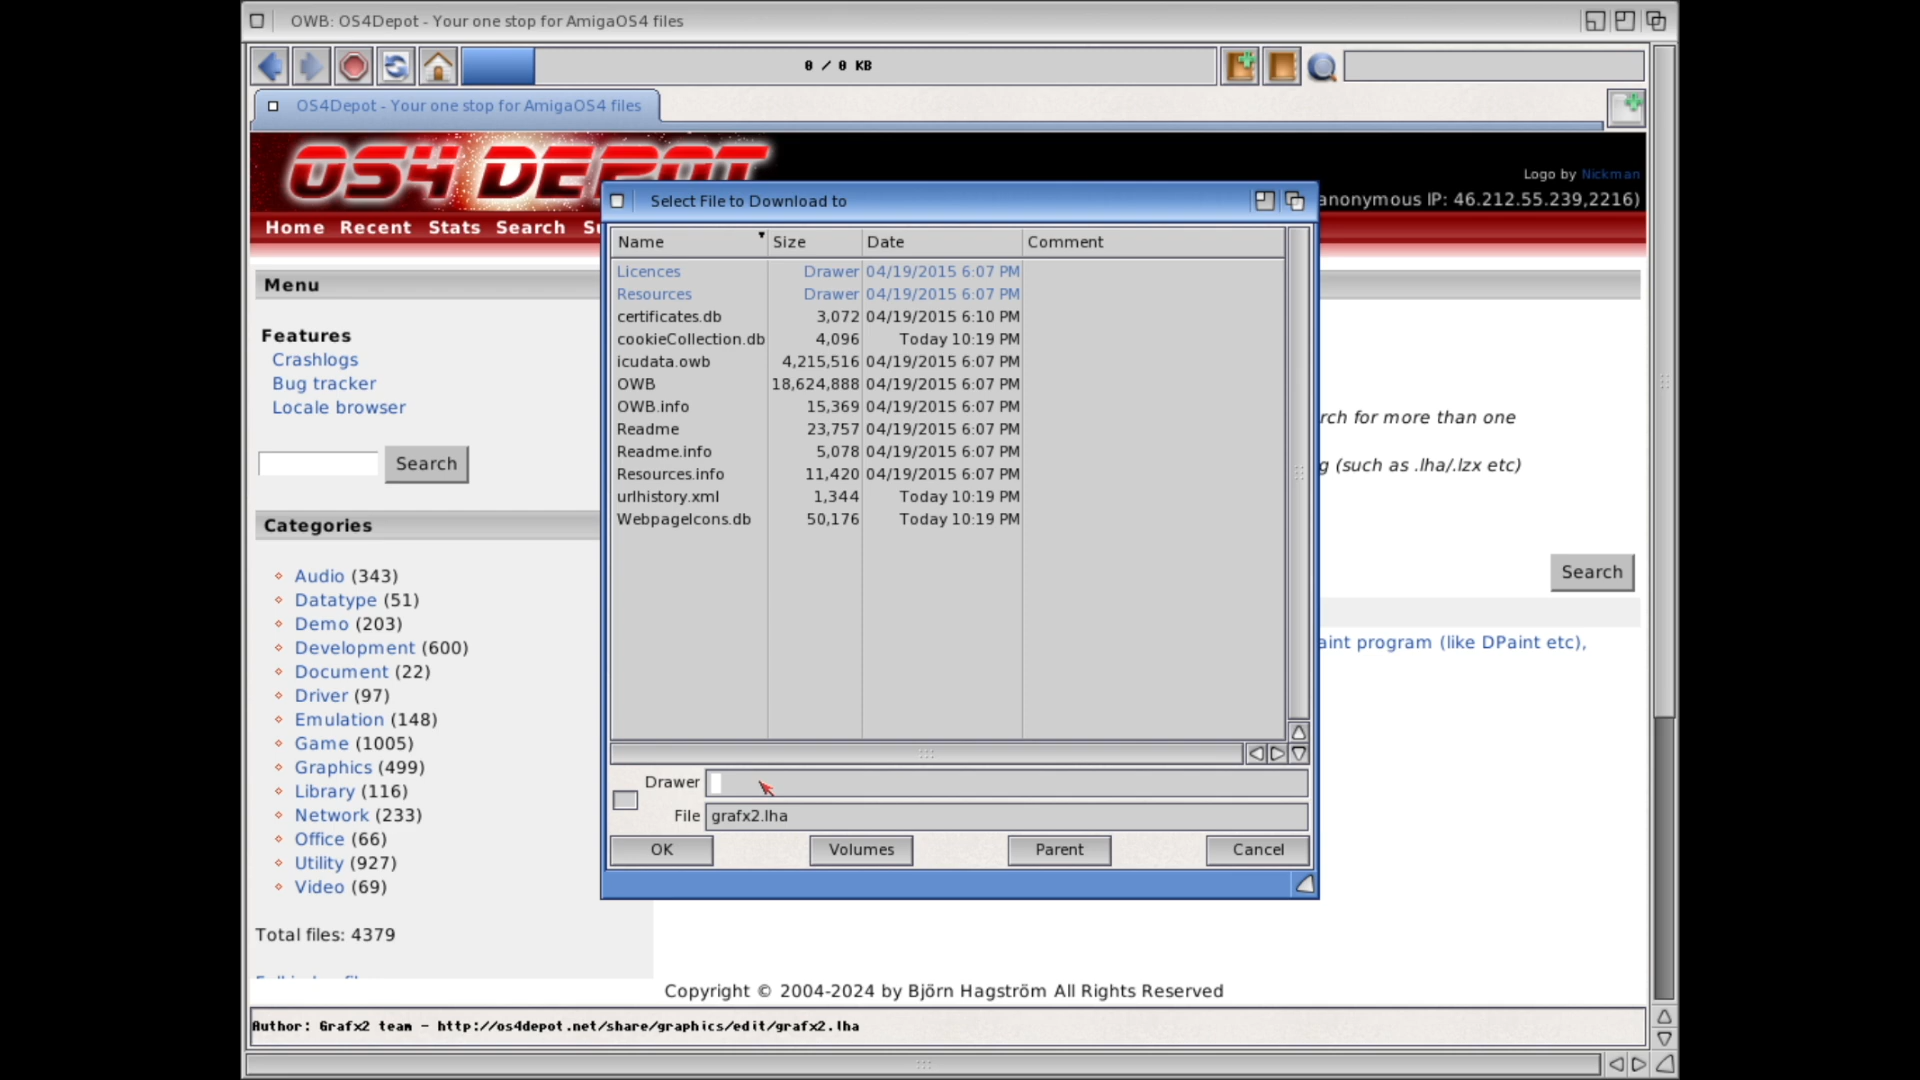 OWB: OS4Depot - Your one stop for AmigaOS4 files
0 / 0 KB
OS4Depot - Your one stop for AmigaOS4 files
OS4 DEPOT
Logo by Nickman
anonymous IP: 46.212.55.239,2216)
Home Recent Stats Search
Menu
Features
Crashlogs
Bug tracker
Locale browser
Search
Categories
Audio (343)
Datatype (51)
Demo (203)
Development (600)
Document (22)
Driver (97)
Emulation (148)
Game (1005)
Graphics (499)
Library (116)
Network (233)
Office (66)
Utility (927)
Video (69)
Total files: 4379
Select File to Download to
Name Size Date Comment
Licences Drawer 04/19/2015 6:07 PM
Resources Drawer 04/19/2015 6:07 PM
certificates.db 3,072 04/19/2015 6:10 PM
cookieCollection.db 4,096 Today 10:19 PM
icudata.owb 4,215,516 04/19/2015 6:07 PM
OWB 18,624,888 04/19/2015 6:07 PM
OWB.info 15,369 04/19/2015 6:07 PM
Readme 23,757 04/19/2015 6:07 PM
Readme.info 5,078 04/19/2015 6:07 PM
Resources.info 11,420 04/19/2015 6:07 PM
urlhistory.xml 1,344 Today 10:19 PM
WebpageIcons.db 50,176 Today 10:19 PM
Drawer
File grafx2.lha
OK Volumes Parent Cancel
for more than one
(such as .lha/.lzx etc)
Search
program (like DPaint etc),
Copyright © 2004-2024 by Björn Hagström All Rights Reserved
Author: Grafx2 team - http://os4depot.net/share/graphics/edit/grafx2.lha